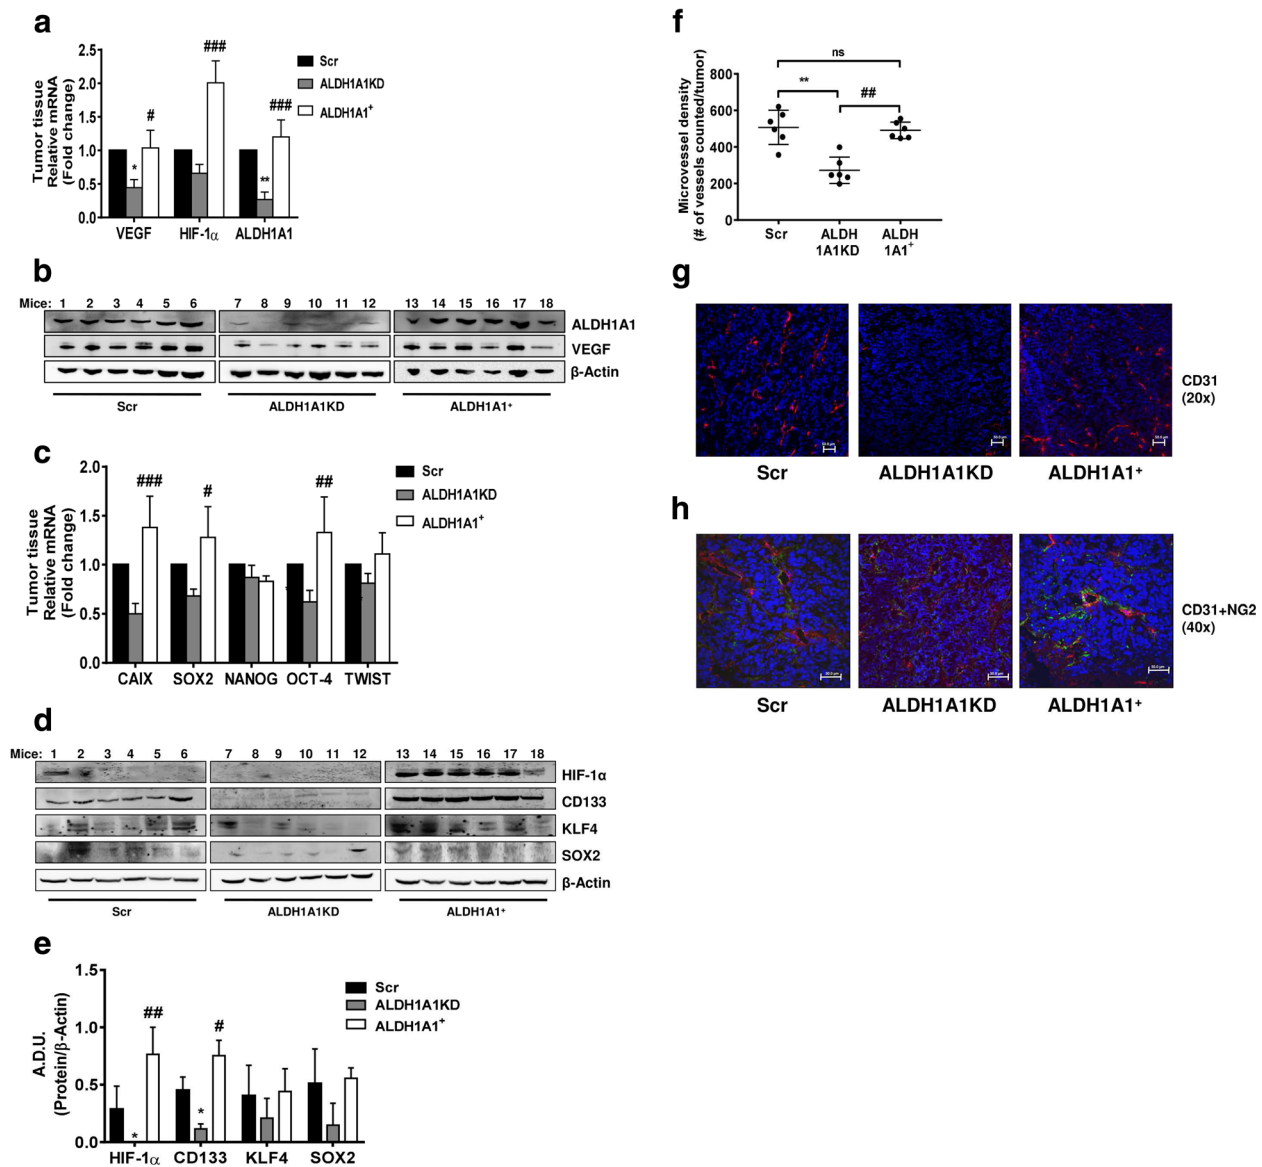 a
Tumor tissue
Relative mRNA
(Fold change)
2.5
2.0
1.5
1.0
0.5
0.0
* # ### ** ###
VEGF HIF-1α ALDH1A1
Scr
ALDH1A1KD
ALDH1A1+
b
Mice: 1 2 3 4 5 6 7 8 9 10 11 12 13 14 15 16 17 18
ALDH1A1
VEGF
β-Actin
Scr ALDH1A1KD ALDH1A1+
c
Tumor tissue
Relative mRNA
(Fold change)
2.0
1.5
1.0
0.5
0.0
### # ##
CAIX SOX2 NANOG OCT-4 TWIST
Scr
ALDH1A1KD
ALDH1A1+
d
Mice: 1 2 3 4 5 6 7 8 9 10 11 12 13 14 15 16 17 18
HIF-1α
CD133
KLF4
SOX2
β-Actin
Scr ALDH1A1KD ALDH1A1+
e
A.D.U.
(Protein/β-Actin)
1.5
1.0
0.5
0.0
* ## * #
HIF-1α CD133 KLF4 SOX2
Scr
ALDH1A1KD
ALDH1A1+
f
Microvessel density
(# of vessels counted/tumor)
800
600
400
200
0
ns
** ##
Scr ALDH ALDH
1A1KD 1A1+
g
CD31
(20x)
Scr ALDH1A1KD ALDH1A1+
h
CD31+NG2
(40x)
Scr ALDH1A1KD ALDH1A1+